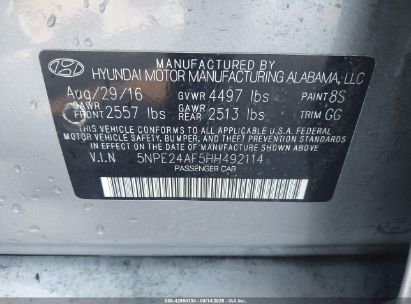 MANUFACTURED BY
HYUNDAI MOTOR MANUFACTURING ALABAMA, LLC
Aug/29/16 GVWR 4497 lbs PAINT 8S
GAWR FRONT 2557 lbs GAWR REAR 2513 lbs TRIM GG
THIS VEHICLE CONFORMS TO ALL APPLICABLE U.S.A. FEDERAL
MOTOR VEHICLE SAFETY, BUMPER, AND THEFT PREVENTION
STANDARDS IN EFFECT ON THE DATE OF MANUFACTURE SHOWN ABOVE.
V.I.N 5NPE24AF5HH492114
PASSENGER CAR